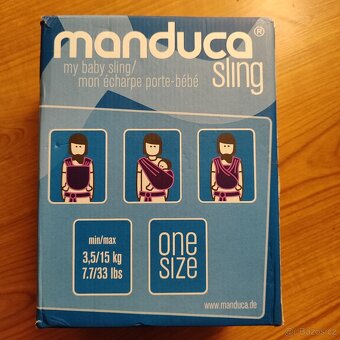 manduca®
my baby sling/
mon écharpe porte-bébé
sling
min/max
3,5/15 kg
7.7/33 lbs
one
SIZE
www.manduca.de